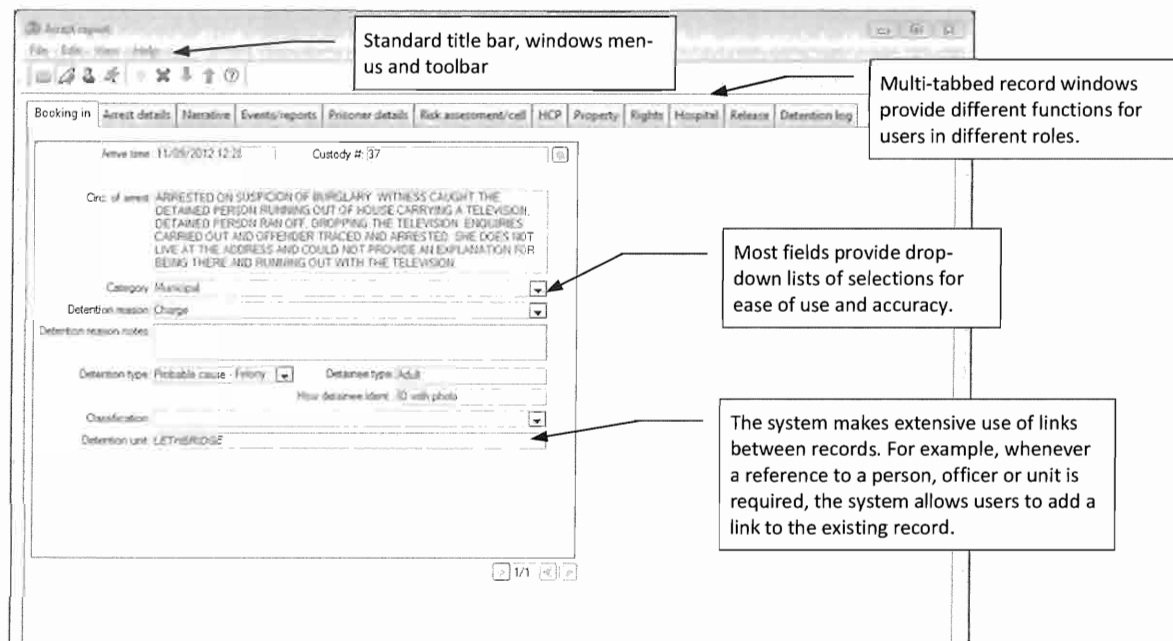 Arrest report
File Edit View Help
Standard title bar, windows men-
us and toolbar
Multi-tabbed record windows
provide different functions for
users in different roles.
Booking in Arrest details Narrative Events/reports Prisoner details Risk assessment/cell HCP Property Rights Hospital Release Detention log
Arrive time 11/09/2012 12:28 Custody #: 37
Circ. of arrest ARRESTED ON SUSPICION OF BURGLARY. WITNESS CAUGHT THE
DETAINED PERSON RUNNING OUT OF HOUSE CARRYING A TELEVISION.
DETAINED PERSON RAN OFF, DROPPING THE TELEVISION. ENQUIRIES
CARRIED OUT AND OFFENDER TRACED AND ARRESTED. SHE DOES NOT
LIVE AT THE ADDRESS AND COULD NOT PROVIDE AN EXPLANATION FOR
BEING THERE AND RUNNING OUT WITH THE TELEVISION
Category Municipal
Most fields provide drop-
down lists of selections for
ease of use and accuracy.
Detention reason Charge
Detention reason notes
Detention type Probable cause - Felony Detainee type Adult
How detainee ident. ID with photo
Classification
Detention unit LETHBRIDGE
The system makes extensive use of links
between records. For example, whenever
a reference to a person, officer or unit is
required, the system allows users to add a
link to the existing record.
1/1